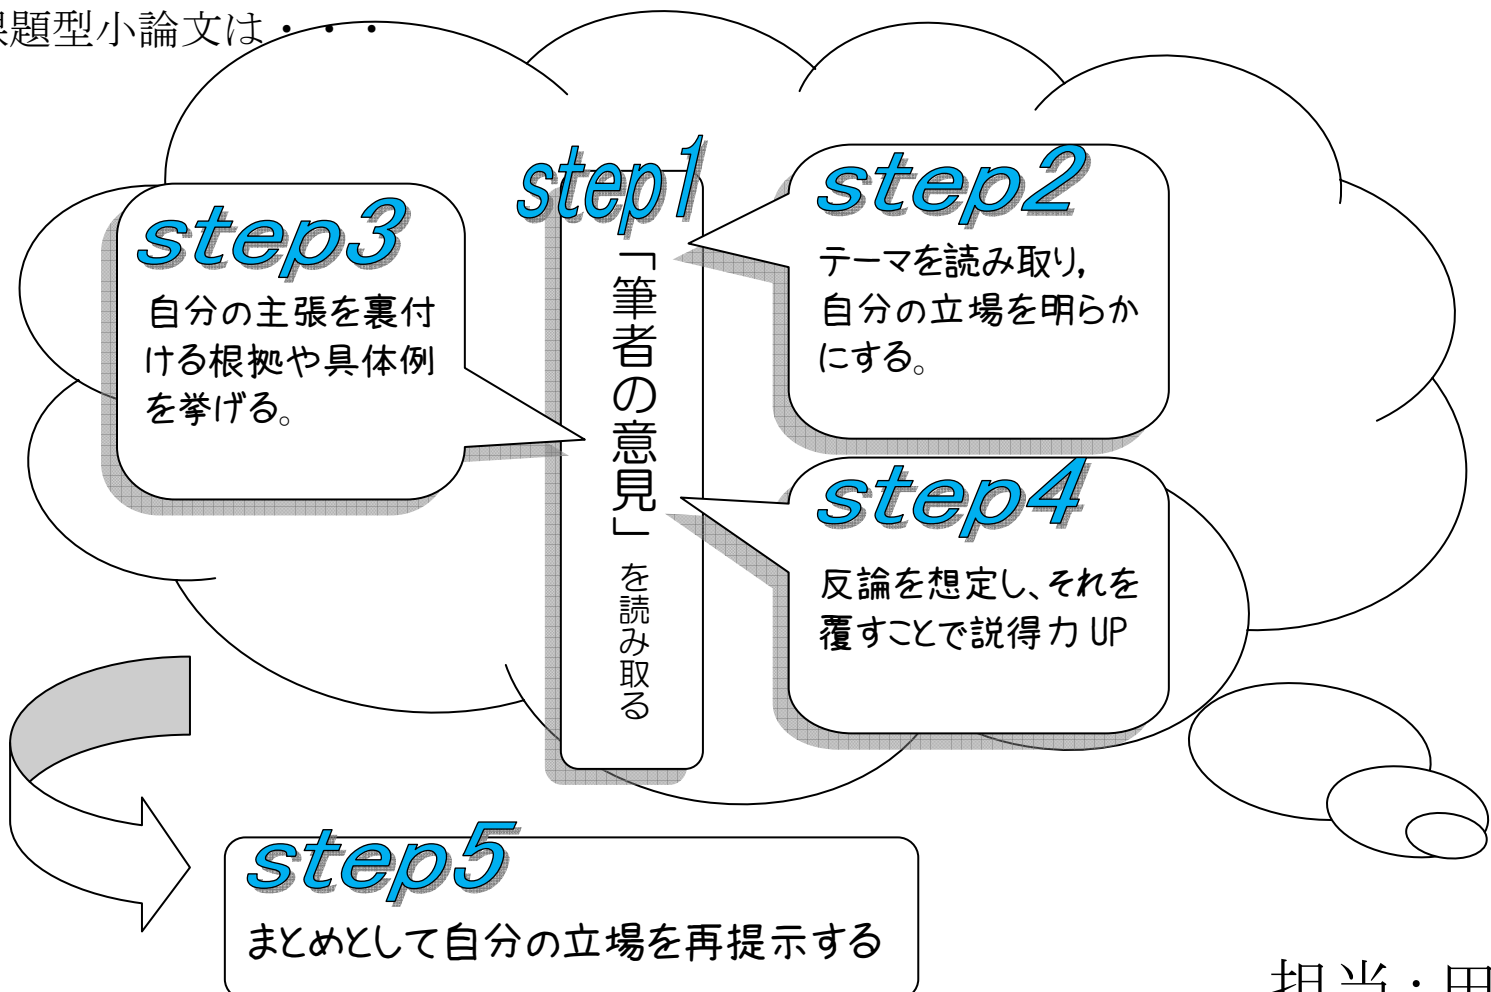 題型小論文は・・・
step1
「筆者の意見」を読み取る
step2
テーマを読み取り,
自分の立場を明らか
にする。
step3
自分の主張を裏付
ける根拠や具体例
を挙げる。
step4
反論を想定し、それを
覆すことで説得力 UP
step5
まとめとして自分の立場を再提示する
担当：田